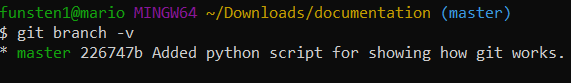 funsten1@mario MINGW64 ~/Downloads/documentation (master)
$ git branch -v
* master 226747b Added python script for showing how git works.